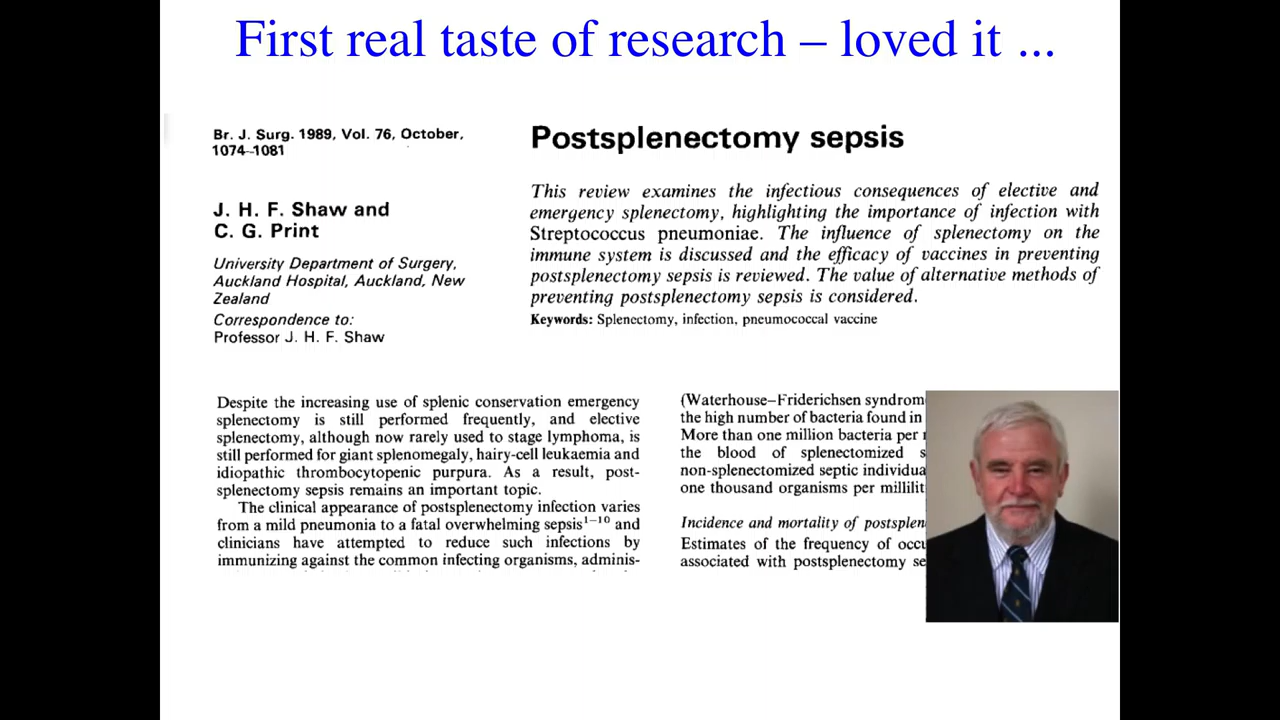 First real taste of research – loved it ...
Br. J. Surg. 1989, Vol. 76, October,
1074–1081
J. H. F. Shaw and
C. G. Print
University Department of Surgery,
Auckland Hospital, Auckland, New
Zealand
Correspondence to:
Professor J. H. F. Shaw
Postsplenectomy sepsis
This review examines the infectious consequences of elective and
emergency splenectomy, highlighting the importance of infection with
Streptococcus pneumoniae. The influence of splenectomy on the
immune system is discussed and the efficacy of vaccines in preventing
postsplenectomy sepsis is reviewed. The value of alternative methods of
preventing postsplenectomy sepsis is considered.
Keywords: Splenectomy, infection, pneumococcal vaccine
Despite the increasing use of splenic conservation emergency
splenectomy is still performed frequently, and elective
splenectomy, although now rarely used to stage lymphoma, is
still performed for giant splenomegaly, hairy-cell leukaemia and
idiopathic thrombocytopenic purpura. As a result, post-
splenectomy sepsis remains an important topic.
The clinical appearance of postsplenectomy infection varies
from a mild pneumonia to a fatal overwhelming sepsis1–10 and
clinicians have attempted to reduce such infections by
immunizing against the common infecting organisms, adminis-
(Waterhouse–Friderichsen syndrom
the high number of bacteria found in
More than one million bacteria per
the blood of splenectomized s
non-splenectomized septic individua
one thousand organisms per millilit
Incidence and mortality of postsplen
Estimates of the frequency of occu
associated with postsplenectomy se